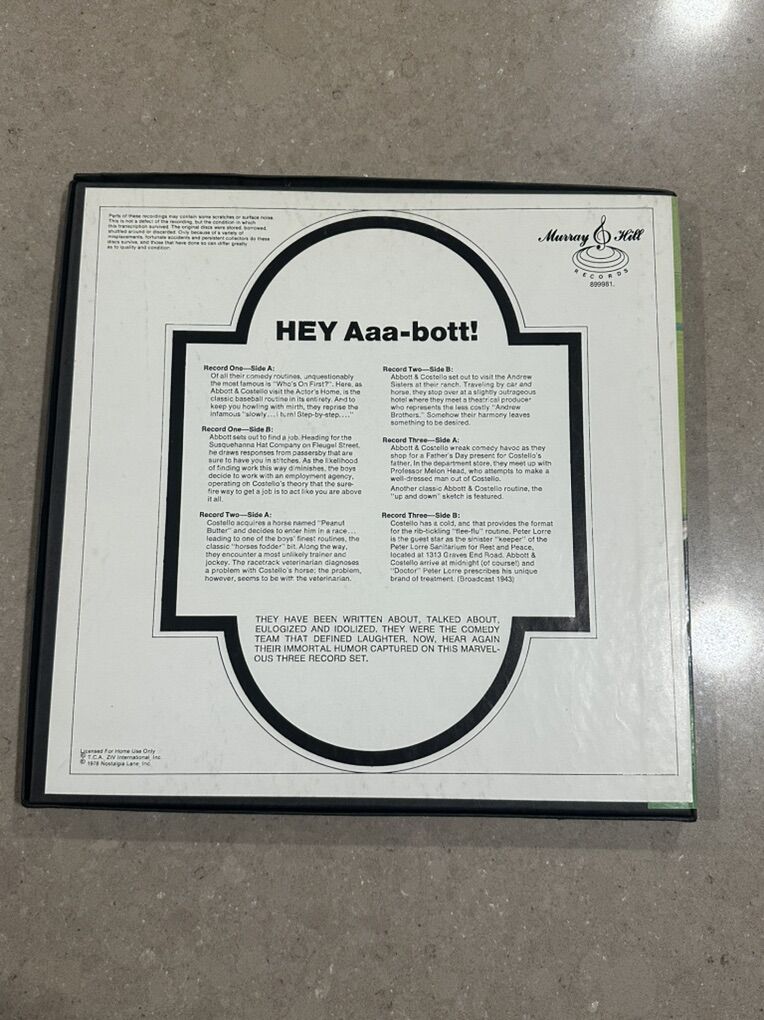 Parts of these recordings may contain some scratches or surface noise.
This is not a defect of the recording, but the condition in which
this transcription survived. The original discs were stored, borrowed,
shuttled around or discarded. Only because of a variety of
misplacements, fortunate accidents and persistent collectors do these
discs survive, and those that have done so can differ greatly
as to quality and condition.
Murray Hill
RECORDS
899981.
HEY Aaa-bott!
Record One—Side A:
Of all their comedy routines, unquestionably
the most famous is "Who's On First?". Here, as
Abbott & Costello visit the Actor's Home, is the
classic baseball routine in its entirety. And to
keep you howling with mirth, they reprise the
infamous "slowly...I turn! Step-by-step...."
Record One—Side B:
Abbott sets out to find a job. Heading for the
Susquehanna Hat Company on Fleugel Street,
he draws responses from passersby that are
sure to have you in stitches. As the likelihood
of finding work this way diminishes, the boys
decide to work with an employment agency,
operating on Costello's theory that the sure-
fire way to get a job is to act like you are above
it all.
Record Two—Side A:
Costello acquires a horse named "Peanut
Butter" and decides to enter him in a race...
leading to one of the boys' finest routines, the
classic "horses fodder" bit. Along the way,
they encounter a most unlikely trainer and
jockey. The racetrack veterinarian diagnoses
a problem with Costello's horse; the problem,
however, seems to be with the veterinarian.
Record Two—Side B:
Abbott & Costello set out to visit the Andrew
Sisters at their ranch. Traveling by car and
horse, they stop over at a slightly outrageous
hotel where they meet a theatrical producer
who represents the less costly "Andrew
Brothers." Somehow their harmony leaves
something to be desired.
Record Three—Side A:
Abbott & Costello wreak comedy havoc as they
shop for a Father's Day present for Costello's
father. In the department store, they meet up with
Professor Melon Head, who attempts to make a
well-dressed man out of Costello.
Another classic Abbott & Costello routine, the
"up and down" sketch is featured.
Record Three—Side B:
Costello has a cold, and that provides the format
for the rib-tickling "flee-flu" routine. Peter Lorre
is the guest star as the sinister "keeper" of the
Peter Lorre Sanitarium for Rest and Peace,
located at 1313 Graves End Road. Abbott &
Costello arrive at midnight (of course!) and
"Doctor" Peter Lorre prescribes his unique
brand of treatment. (Broadcast 1943)
THEY HAVE BEEN WRITTEN ABOUT, TALKED ABOUT,
EULOGIZED AND IDOLIZED. THEY WERE THE COMEDY
TEAM THAT DEFINED LAUGHTER. NOW, HEAR AGAIN
THEIR IMMORTAL HUMOR CAPTURED ON THIS MARVEL-
OUS THREE RECORD SET.
Licensed For Home Use Only
© T.C.A. ZIV International, Inc.
℗ 1978 Nostalgia Lane, Inc.